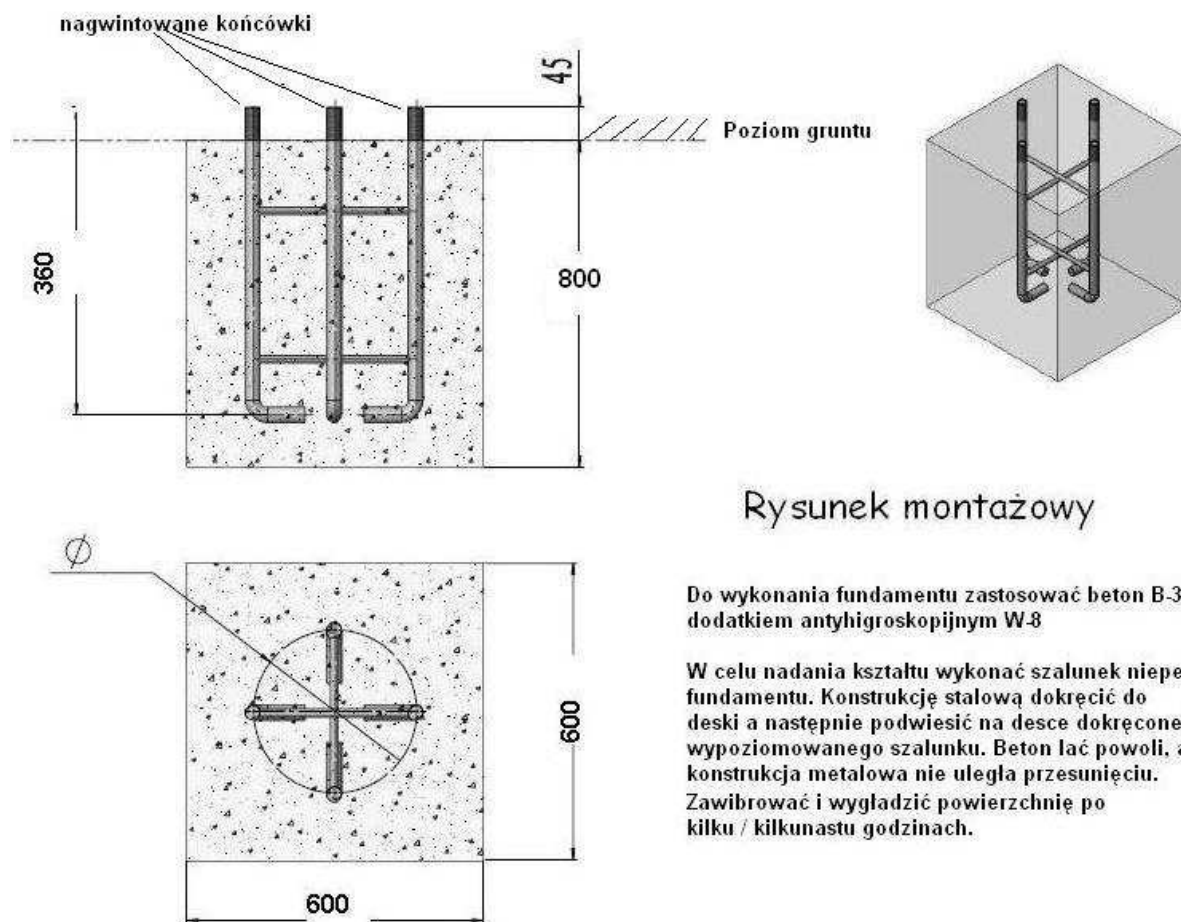 nagwintowane końcówki
45
Poziom gruntu
360
800
Rysunek montażowy
Ø
Do wykonania fundamentu zastosować beton B-3
dodatkiem antyhigroskopijnym W-8
W celu nadania kształtu wykonać szalunek niepe
fundamentu. Konstrukcję stalową dokręcić do
deski a następnie podwiesić na desce dokręcone
wypoziomowanego szalunku. Beton lać powoli, a
konstrukcja metalowa nie uległa przesunięciu.
Zawibrować i wygładzić powierzchnię po
kilku / kilkunastu godzinach.
600
600